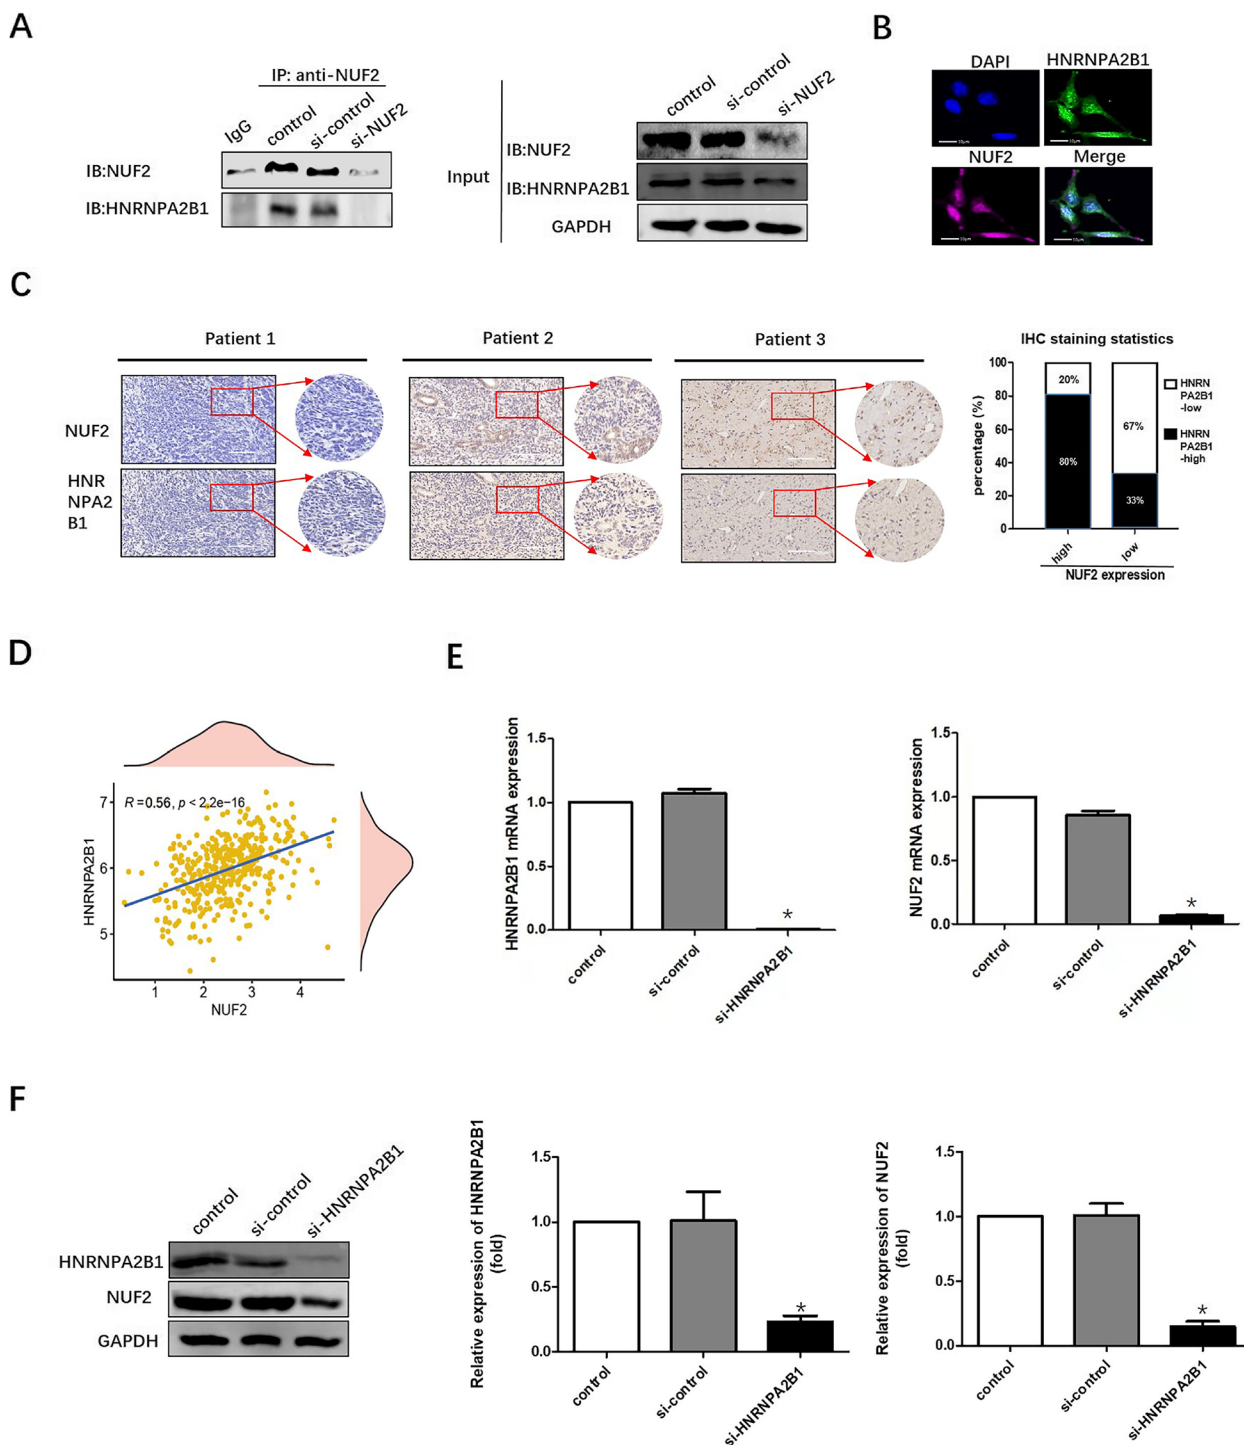 A
IP: anti-NUF2
IgG
control
si-control
si-NUF2
IB:NUF2
IB:HNRNPA2B1
Input
control
si-control
si-NUF2
IB:NUF2
IB:HNRNPA2B1
GAPDH
B
DAPI
HNRNPA2B1
10μm
10μm
NUF2
Merge
10μm
10μm
C
Patient 1
Patient 2
Patient 3
NUF2
HNR
NPA2
B1
IHC staining statistics
percentage (%)
100
80
60
40
20
0
20%
80%
67%
33%
high
low
NUF2 expression
HNRN
PA2B1
-low
HNRN
PA2B1
-high
D
R=0.56, p < 2.2e−16
HNRNPA2B1
7
6
5
1
2
3
4
NUF2
E
HNRNPA2B1 mRNA expression
1.5
1.0
0.5
0.0
*
control
si-control
si-HNRNPA2B1
NUF2 mRNA expression
1.5
1.0
0.5
0.0
*
control
si-control
si-HNRNPA2B1
F
control
si-control
si-HNRNPA2B1
HNRNPA2B1
NUF2
GAPDH
Relative expression of HNRNPA2B1
(fold)
1.5
1.0
0.5
0.0
*
control
si-control
si-HNRNPA2B1
Relative expression of NUF2
(fold)
1.5
1.0
0.5
0.0
*
control
si-control
si-HNRNPA2B1